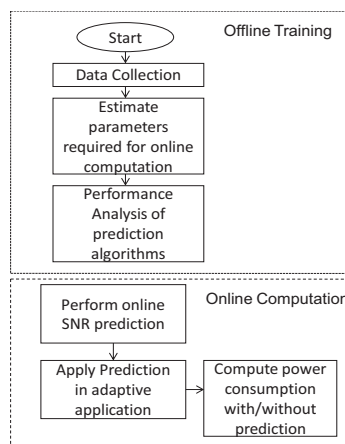 Start
Offline Training
Data Collection
Estimate
parameters
required for online
computation
Performance
Analysis of
prediction
algorithms
Perform online
SNR prediction
Online Computation
Apply Prediction
in adaptive
application
Compute power
consumption
with/without
prediction